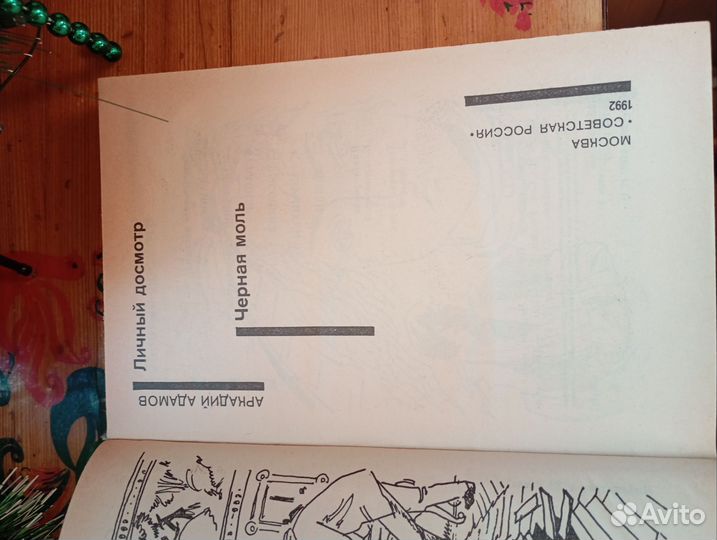 АРКАДИЙ АДАМОВ
Личный досмотр
Черная моль
МОСКВА
• СОВЕТСКАЯ РОССИЯ •
1992
Avito